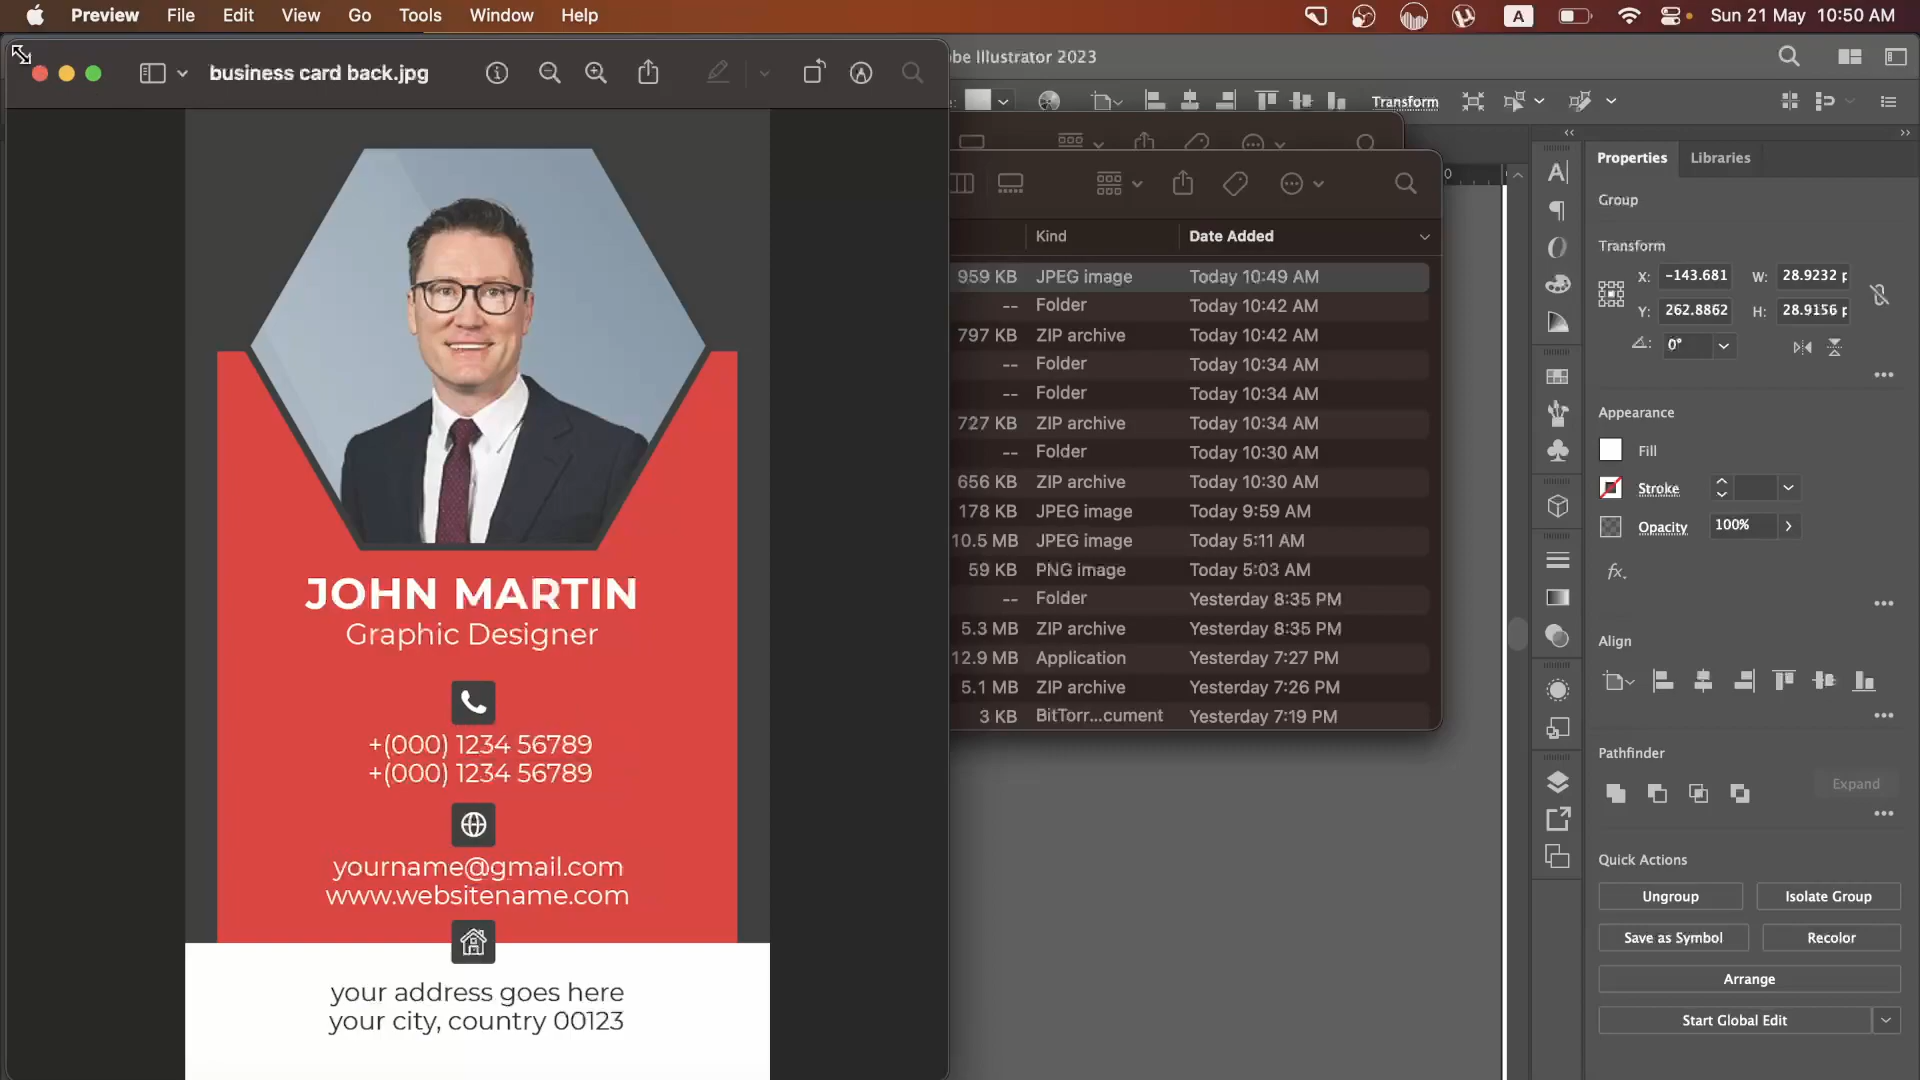 Preview File Edit View Go Tools Window Help
A Sun 21 May 10:50 AM
business card back.jpg
be Illustrator 2023
Transform
Properties Libraries
Group
Transform
X: -143.681 W: 28.9232 p
Y: 262.8862 H: 28.9156 p
0°
Appearance
Fill
Stroke
Opacity 100%
fx.
Align
Pathfinder
Expand
Quick Actions
Ungroup Isolate Group
Save as Symbol Recolor
Arrange
Start Global Edit
0
Kind Date Added
959 KB JPEG image Today 10:49 AM
-- Folder Today 10:42 AM
797 KB ZIP archive Today 10:42 AM
-- Folder Today 10:34 AM
-- Folder Today 10:34 AM
727 KB ZIP archive Today 10:34 AM
-- Folder Today 10:30 AM
656 KB ZIP archive Today 10:30 AM
178 KB JPEG image Today 9:59 AM
10.5 MB JPEG image Today 5:11 AM
59 KB PNG image Today 5:03 AM
-- Folder Yesterday 8:35 PM
5.3 MB ZIP archive Yesterday 8:35 PM
12.9 MB Application Yesterday 7:27 PM
5.1 MB ZIP archive Yesterday 7:26 PM
3 KB BitTorr...cument Yesterday 7:19 PM
JOHN MARTIN
Graphic Designer
+(000) 1234 56789
+(000) 1234 56789
yourname@gmail.com
www.websitename.com
your address goes here
your city, country 00123